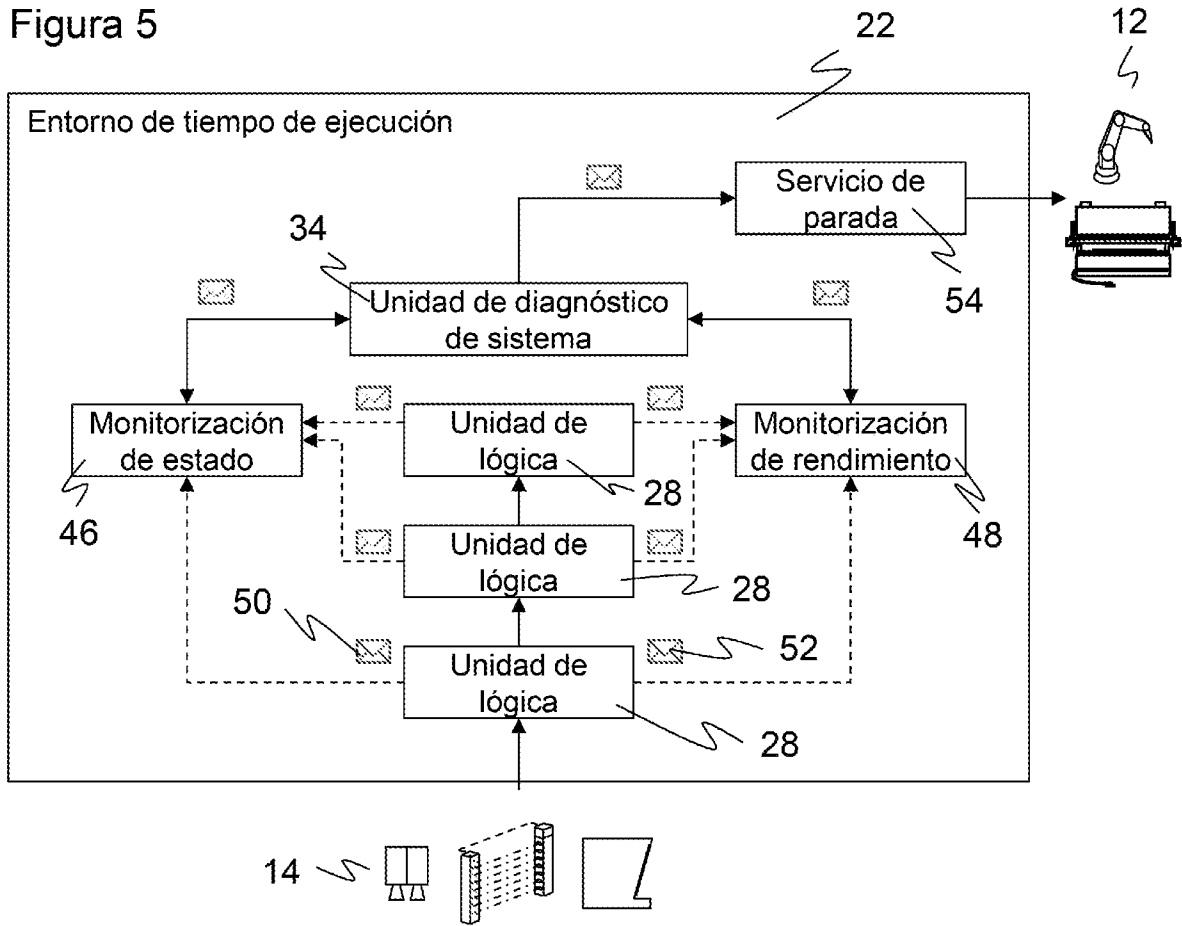 Figura 5
22
12
Entorno de tiempo de ejecución
Servicio de
parada
34
54
Unidad de diagnóstico
de sistema
Monitorización
de estado
Unidad de
lógica
Monitorización
de rendimiento
28
46
48
Unidad de
lógica
28
50
52
Unidad de
lógica
28
14